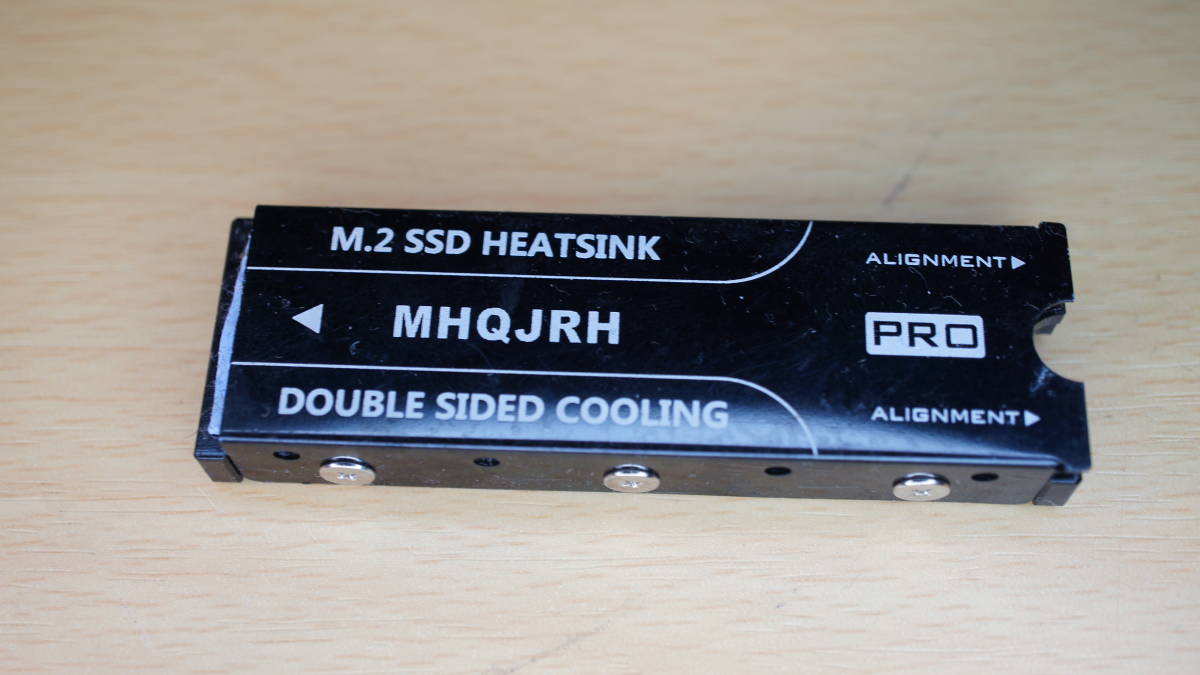 M.2 SSD HEATSINK
ALIGNMENT
MHQJRH
PRO
DOUBLE SIDED COOLING
ALIGNMENT